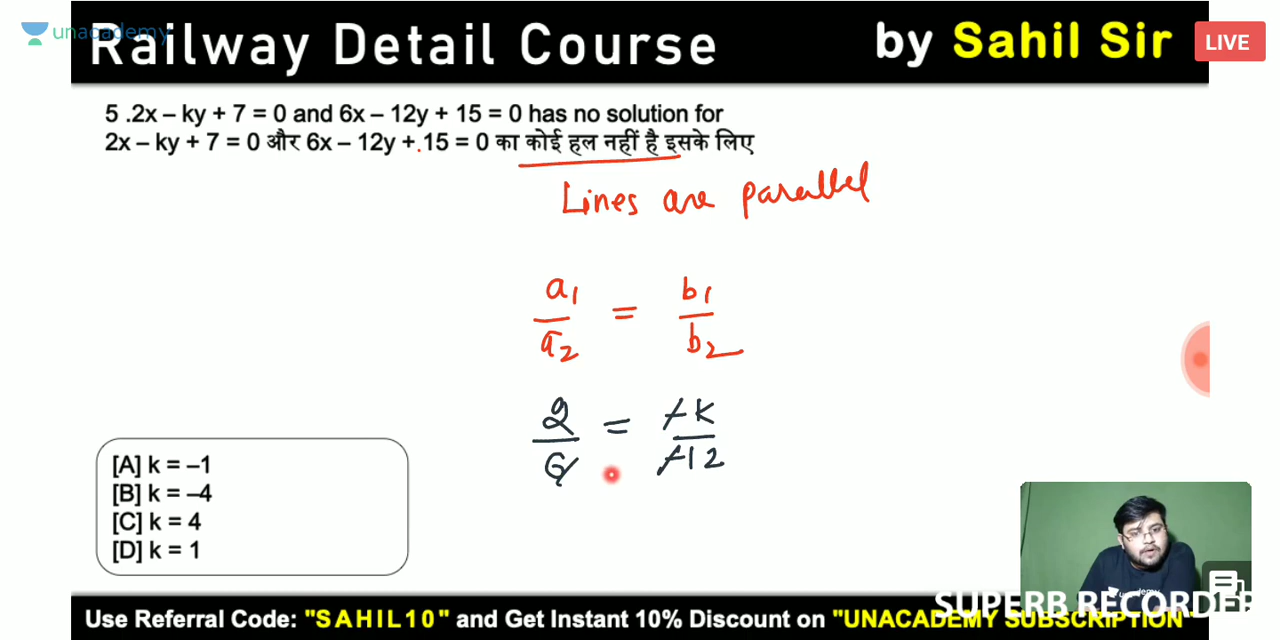 unacademy
Railway Detail Course
by Sahil Sir
LIVE
5 .2x – ky + 7 = 0 and 6x – 12y + 15 = 0 has no solution for
2x – ky + 7 = 0 और 6x – 12y + 15 = 0 का कोई हल नहीं है इसके लिए
Lines are parallel
a1/a2 = b1/b2
2/6 = -k/-12
[A] k = –1
[B] k = –4
[C] k = 4
[D] k = 1
unacademy
SUPERB RECORDER
Use Referral Code: "SAHIL10" and Get Instant 10% Discount on "UNACADEMY SUBSCRIPTION"